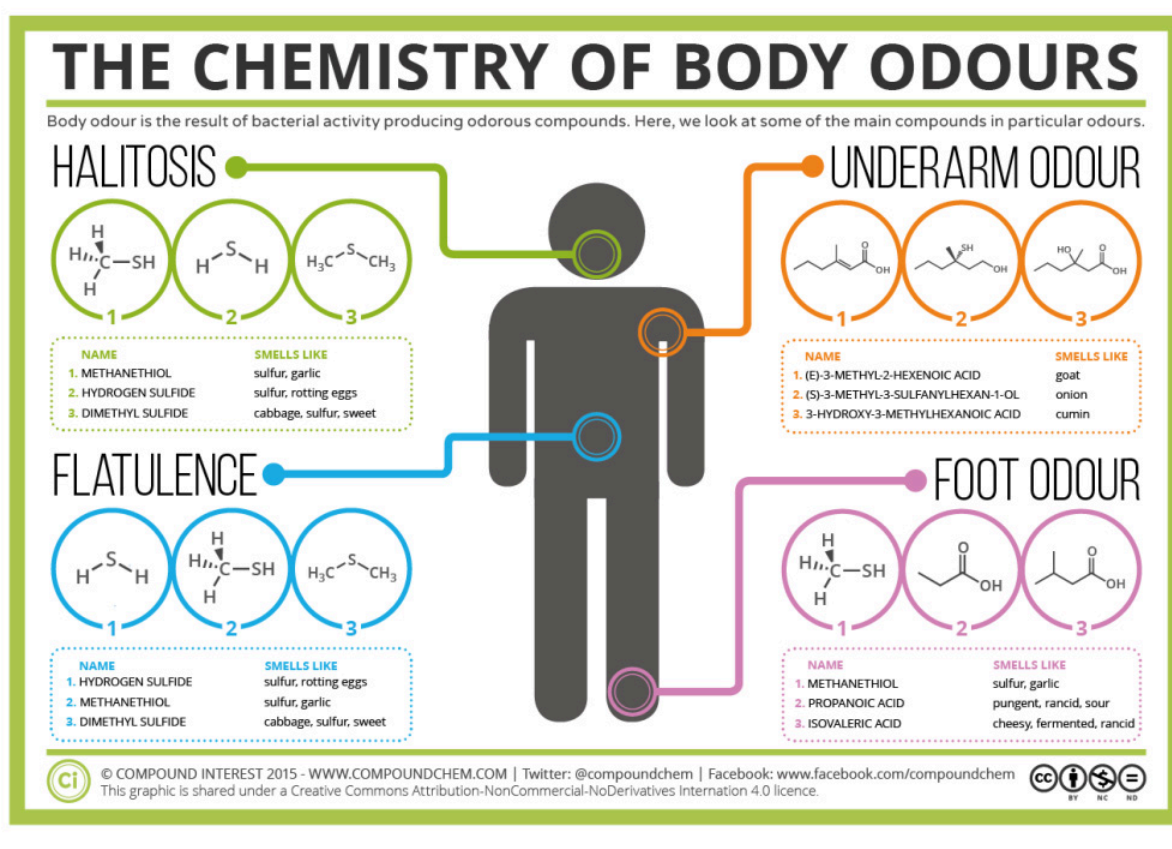 THE CHEMISTRY OF BODY ODOURS
Body odour is the result of bacterial activity producing odorous compounds. Here, we look at some of the main compounds in particular odours.
HALITOSIS
H
H
C—SH
H
1
S
H H
2
S
H₃C CH₃
3
NAME SMELLS LIKE
1. METHANETHIOL sulfur, garlic
2. HYDROGEN SULFIDE sulfur, rotting eggs
3. DIMETHYL SULFIDE cabbage, sulfur, sweet
UNDERARM ODOUR
O
OH
1
SH
OH
2
HO O
OH
3
NAME SMELLS LIKE
1. (E)-3-METHYL-2-HEXENOIC ACID goat
2. (S)-3-METHYL-3-SULFANYLHEXAN-1-OL onion
3. 3-HYDROXY-3-METHYLHEXANOIC ACID cumin
FLATULENCE
S
H H
1
H
H
C—SH
H
2
S
H₃C CH₃
3
NAME SMELLS LIKE
1. HYDROGEN SULFIDE sulfur, rotting eggs
2. METHANETHIOL sulfur, garlic
3. DIMETHYL SULFIDE cabbage, sulfur, sweet
FOOT ODOUR
H
H
C—SH
H
1
O
OH
2
O
OH
3
NAME SMELLS LIKE
1. METHANETHIOL sulfur, garlic
2. PROPANOIC ACID pungent, rancid, sour
3. ISOVALERIC ACID cheesy, fermented, rancid
Ci
© COMPOUND INTEREST 2015 - WWW.COMPOUNDCHEM.COM | Twitter: @compoundchem | Facebook: www.facebook.com/compoundchem
This graphic is shared under a Creative Commons Attribution-NonCommercial-NoDerivatives Internation 4.0 licence.
cc
BY NC ND